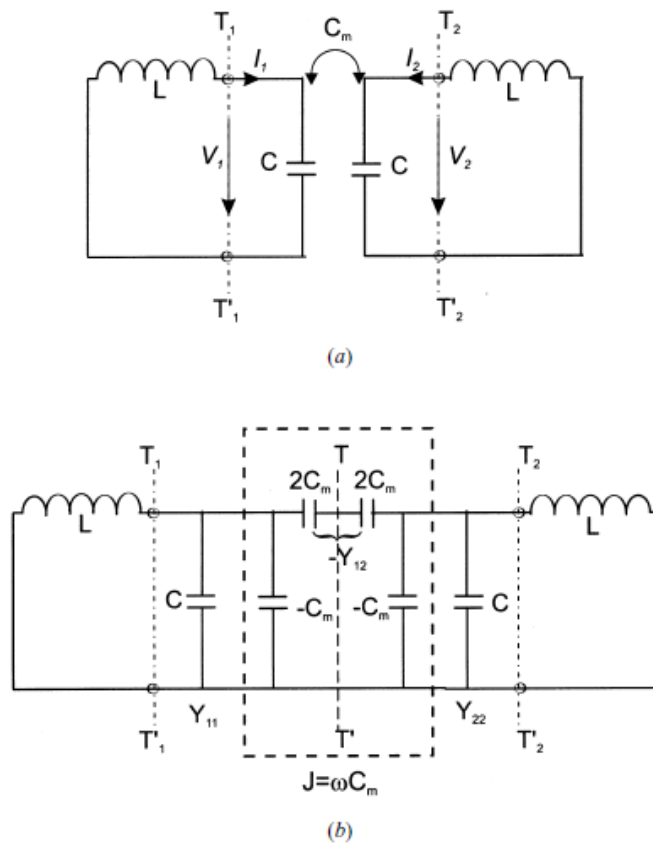 T₁ Cₘ T₂
I₁ I₂
L L
V₁ C C V₂
T'₁ T'₂
(a)
T₁ T T₂
2Cₘ 2Cₘ
L L
-Y₁₂
C -Cₘ -Cₘ C
Y₁₁ Y₂₂
T'₁ T' T'₂
J=ωCₘ
(b)